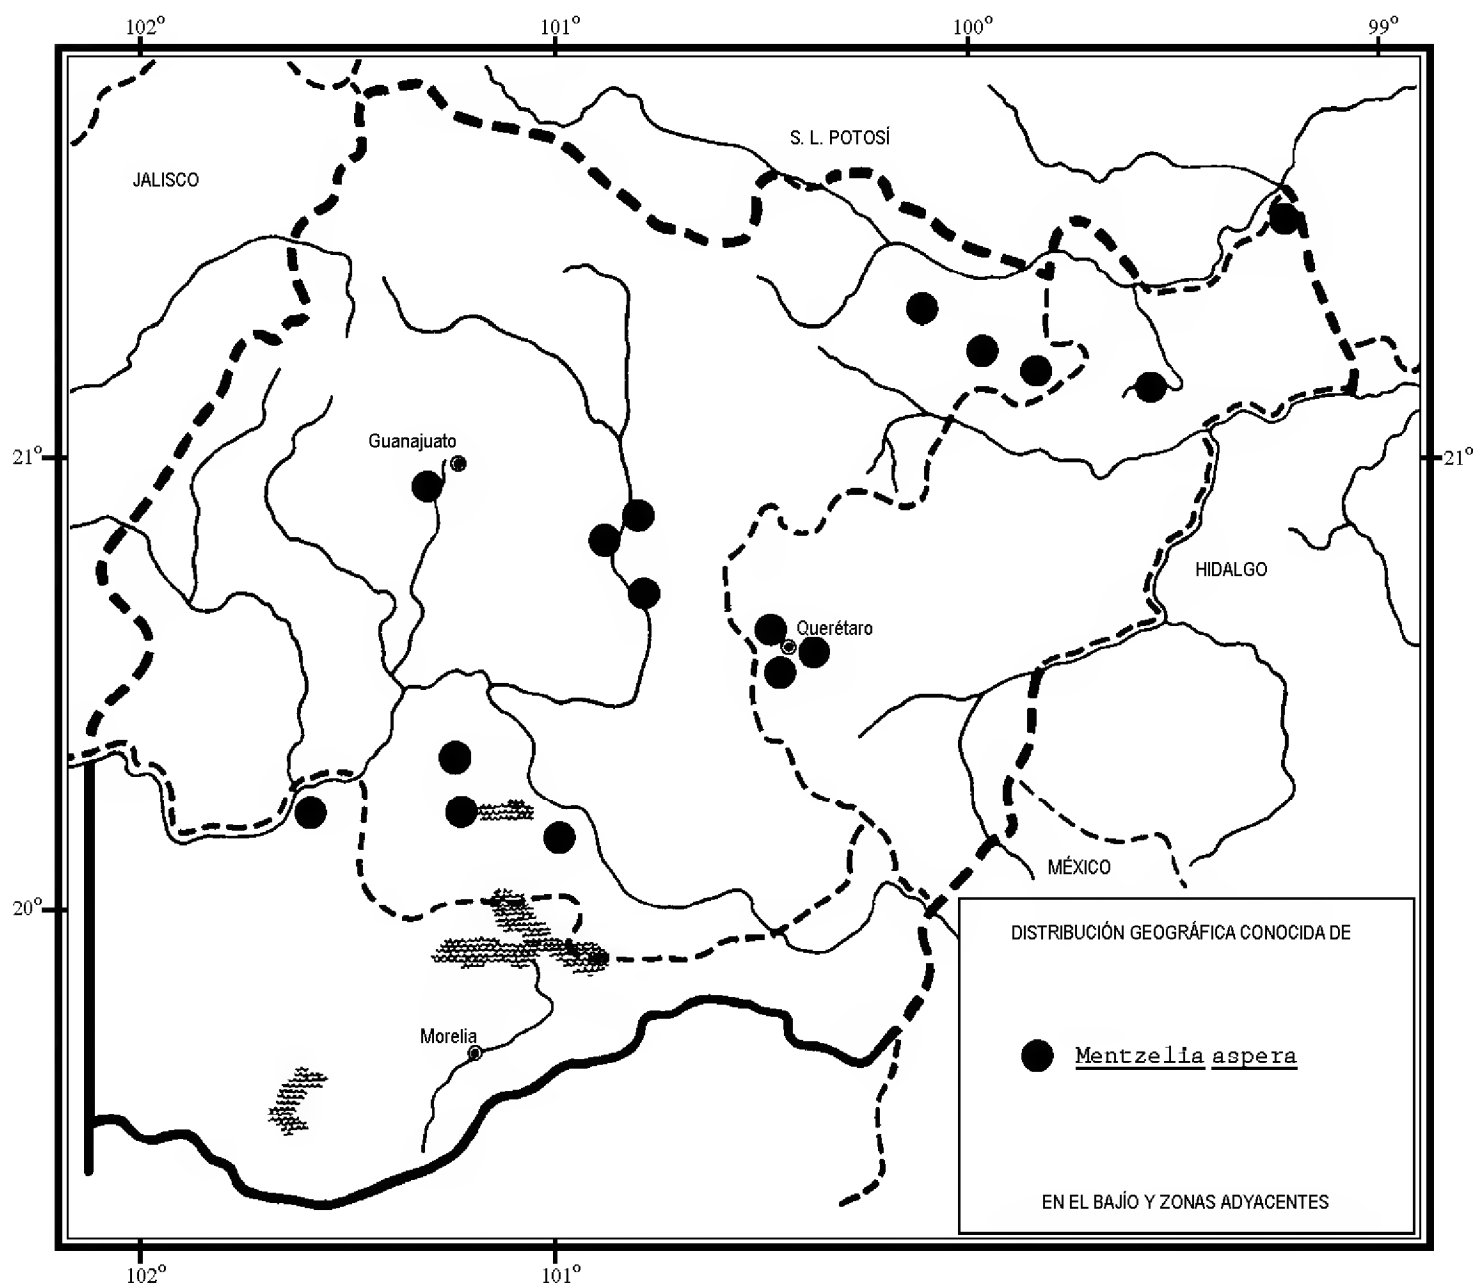 102° 101° 100° 99°
S. L. POTOSÍ
JALISCO
Guanajuato
21° 21°
HIDALGO
Querétaro
MÉXICO
20°
DISTRIBUCIÓN GEOGRÁFICA CONOCIDA DE
Morelia
Mentzelia aspera
EN EL BAJÍO Y ZONAS ADYACENTES
102° 101°